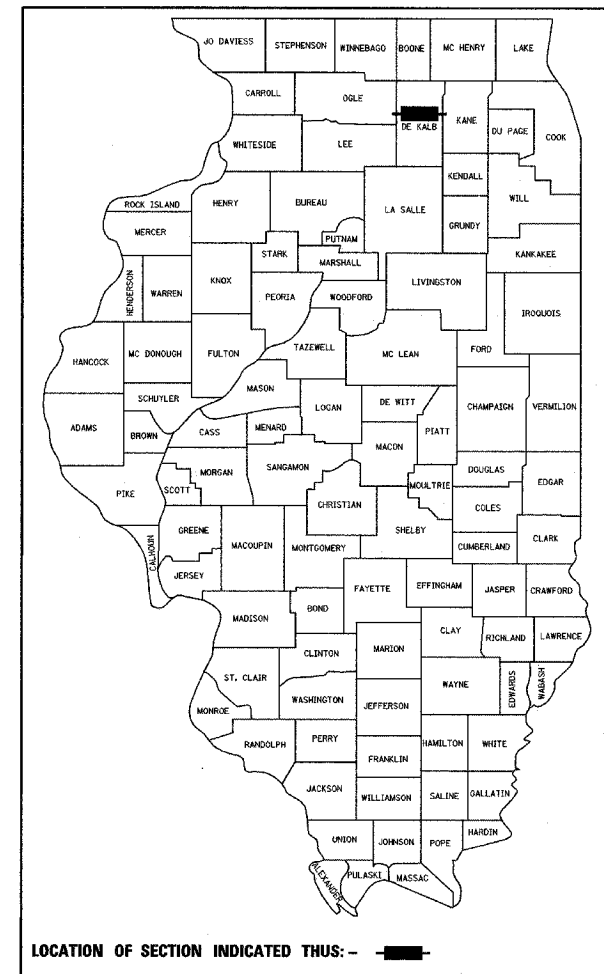 JO DAVIESS STEPHENSON WINNEBAGO BOONE MC HENRY LAKE
CARROLL OGLE DE KALB KANE DU PAGE COOK
WHITESIDE LEE
KENDALL WILL
ROCK ISLAND HENRY BUREAU LA SALLE GRUNDY
MERCER PUTNAM
STARK MARSHALL KANKAKEE
HENDERSON WARREN KNOX PEORIA WOODFORD LIVINGSTON IROQUOIS
HANCOCK MC DONOUGH FULTON TAZEWELL MC LEAN FORD
SCHUYLER MASON
ADAMS BROWN CASS MENARD LOGAN DE WITT PIATT CHAMPAIGN VERMILION
MACON
PIKE SCOTT MORGAN SANGAMON CHRISTIAN MOULTRIE DOUGLAS EDGAR
COLES
CALHOUN GREENE MACOUPIN MONTGOMERY SHELBY CUMBERLAND CLARK
JERSEY
FAYETTE EFFINGHAM JASPER CRAWFORD
MADISON BOND
CLINTON MARION CLAY RICHLAND LAWRENCE
ST. CLAIR WAYNE EDWARDS WABASH
WASHINGTON JEFFERSON
MONROE
RANDOLPH PERRY HAMILTON WHITE
FRANKLIN
JACKSON WILLIAMSON SALINE GALLATIN
HARDIN
UNION JOHNSON POPE
ALEXANDER PULASKI MASSAC
LOCATION OF SECTION INDICATED THUS: -